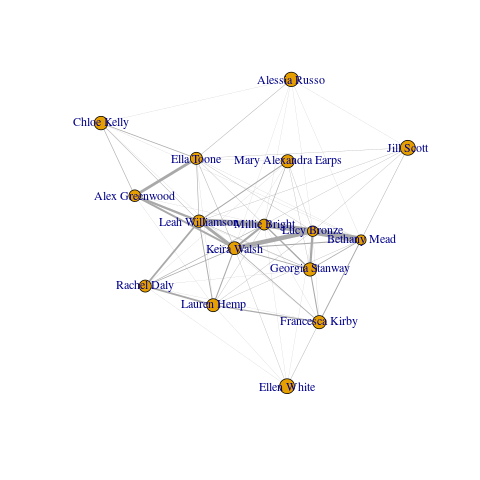 Alessia Russo
Chloe Kelly
Jill Scott
Ella Toone
Mary Alexandra Earps
Alex Greenwood
Leah Williamson
Millie Bright
Lucy Bronze
Bethany Mead
Keira Walsh
Georgia Stanway
Rachel Daly
Lauren Hemp
Francesca Kirby
Ellen White